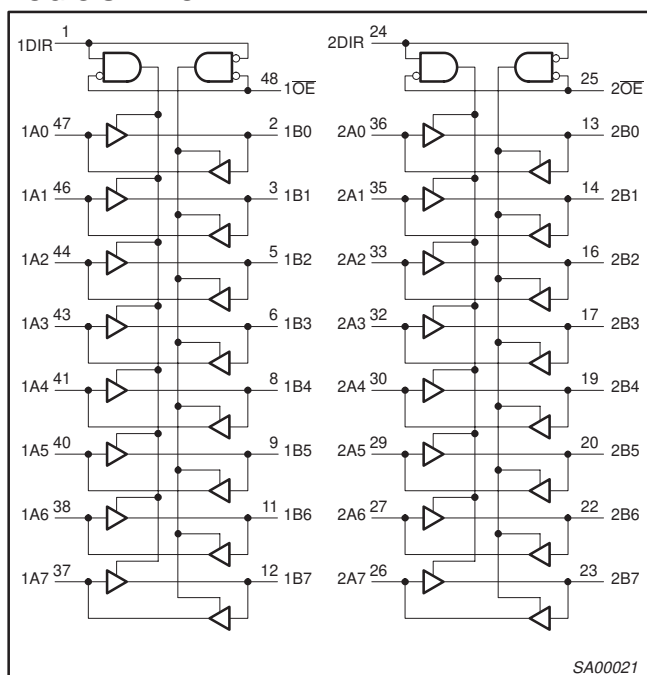 1DIR 1 2DIR 24
48 1O̅E̅ 25 2O̅E̅
1A0 47 2 1B0 2A0 36 13 2B0
1A1 46 3 1B1 2A1 35 14 2B1
1A2 44 5 1B2 2A2 33 16 2B2
1A3 43 6 1B3 2A3 32 17 2B3
1A4 41 8 1B4 2A4 30 19 2B4
1A5 40 9 1B5 2A5 29 20 2B5
1A6 38 11 1B6 2A6 27 22 2B6
1A7 37 12 1B7 2A7 26 23 2B7
SA00021